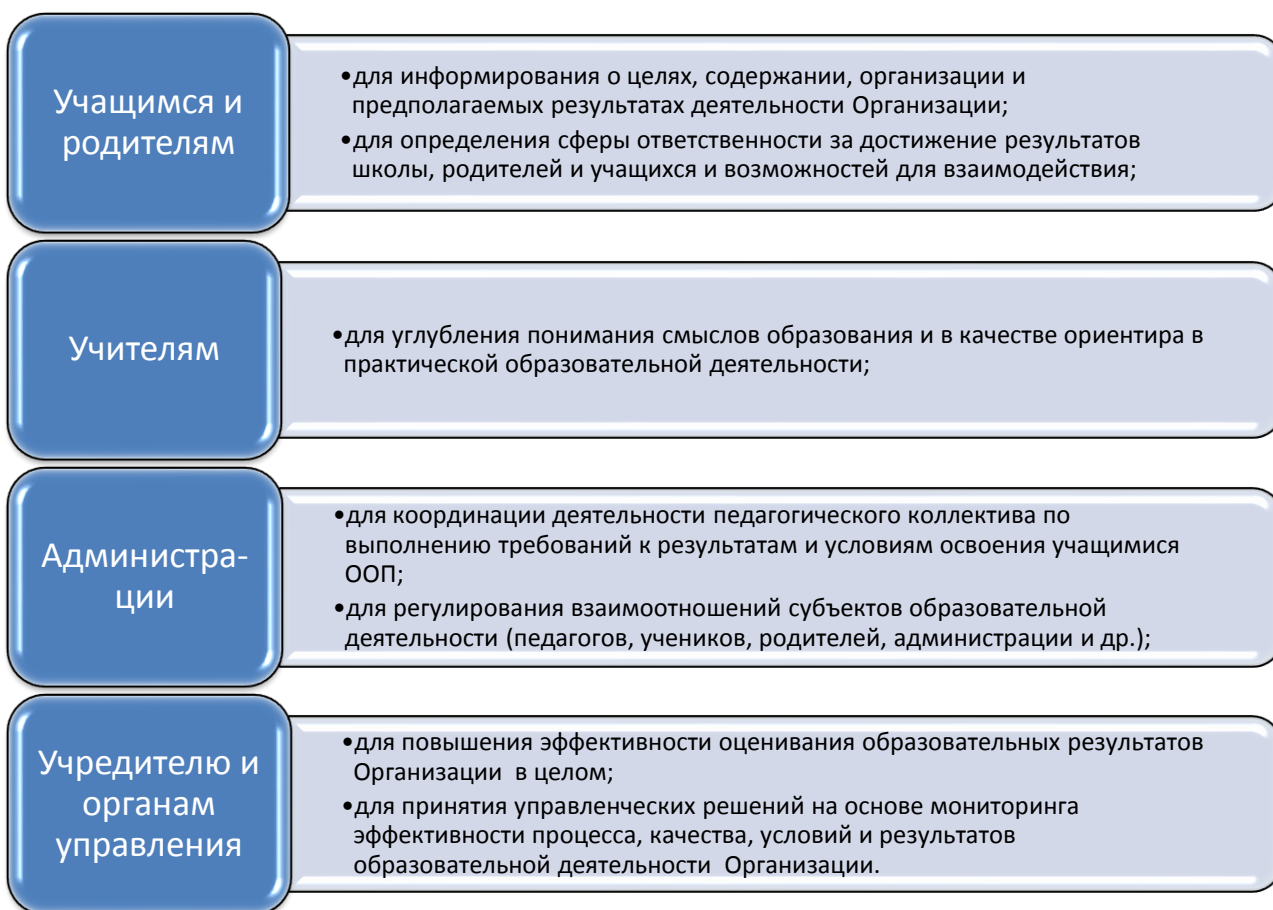 Учащимся и
родителям
•для информирования о целях, содержании, организации и
предполагаемых результатах деятельности Организации;
•для определения сферы ответственности за достижение результатов
школы, родителей и учащихся и возможностей для взаимодействия;
Учителям
•для углубления понимания смыслов образования и в качестве ориентира в
практической образовательной деятельности;
Администра-
ции
•для координации деятельности педагогического коллектива по
выполнению требований к результатам и условиям освоения учащимися
ООП;
•для регулирования взаимоотношений субъектов образовательной
деятельности (педагогов, учеников, родителей, администрации и др.);
Учредителю и
органам
управления
•для повышения эффективности оценивания образовательных результатов
Организации в целом;
•для принятия управленческих решений на основе мониторинга
эффективности процесса, качества, условий и результатов
образовательной деятельности Организации.